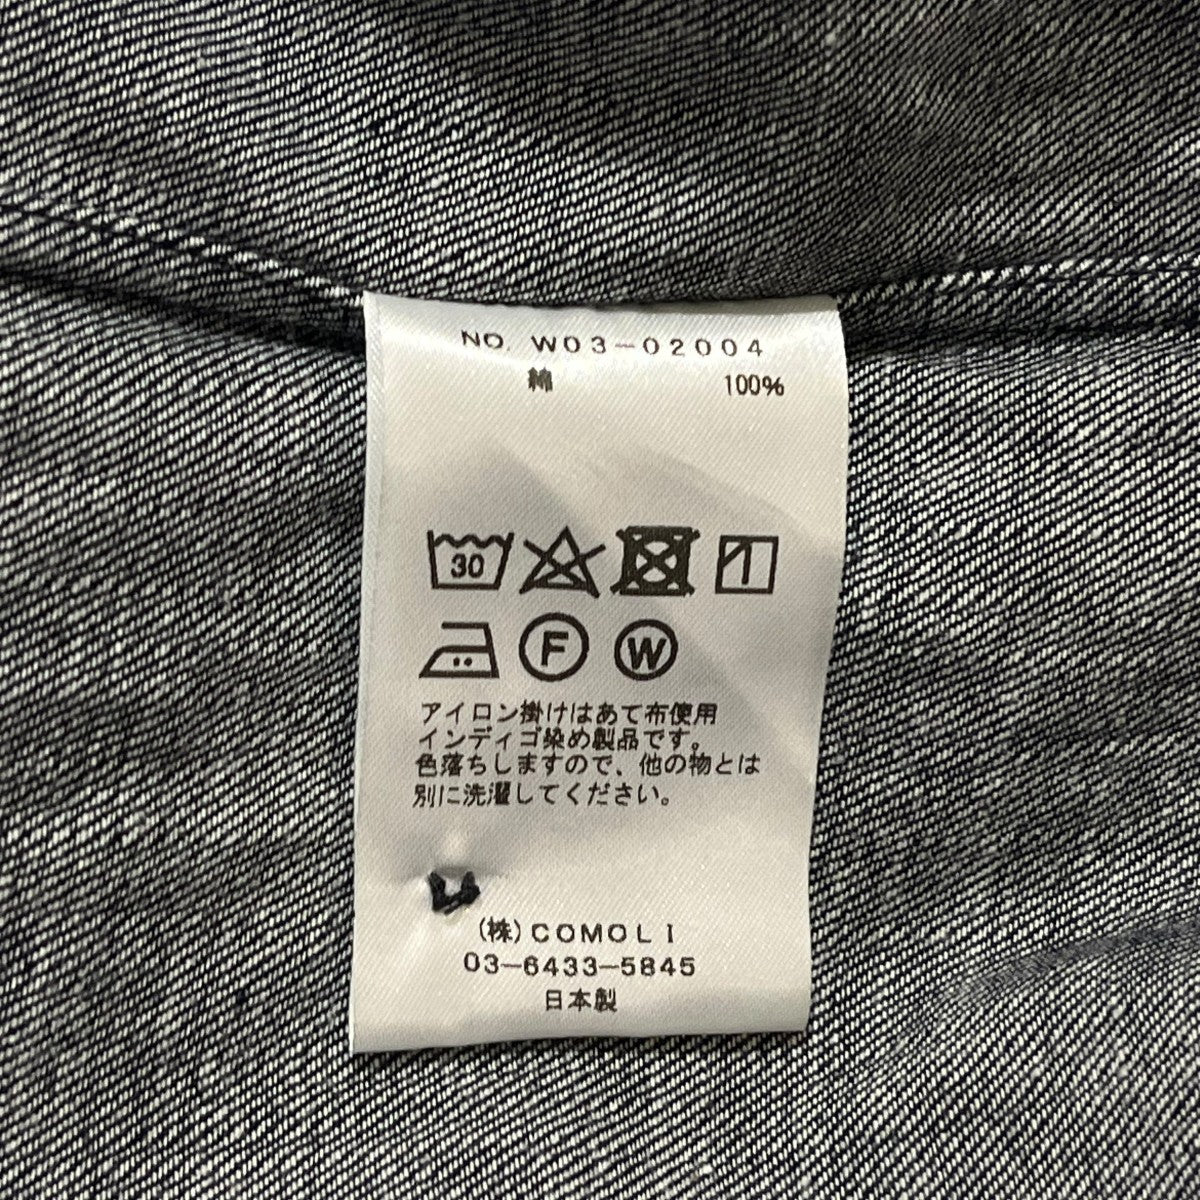 NO. W03-02004
綿 100%
30
F W
アイロン掛けはあて布使用
インディゴ染め製品です。
色落ちしますので、他の物とは
別に洗濯してください。
(株)COMOLI
03-6433-5845
日本製